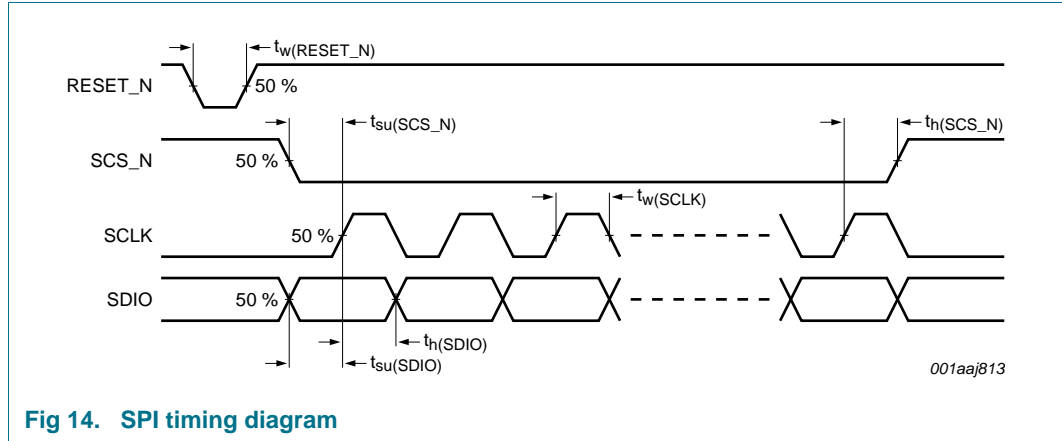 tw(RESET_N)
RESET_N
50 %
tsu(SCS_N)
th(SCS_N)
SCS_N
50 %
tw(SCLK)
SCLK
50 %
SDIO
50 %
th(SDIO)
tsu(SDIO)
001aaj813
Fig 14. SPI timing diagram